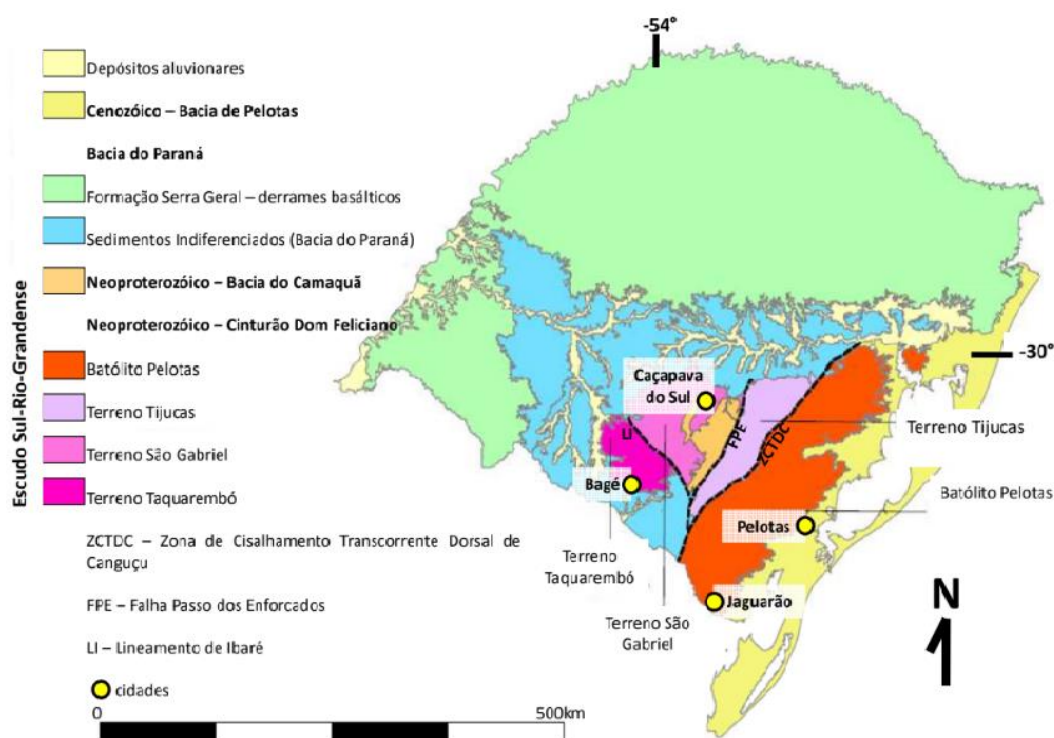 -54°
Depósitos aluvionares
Cenozóico – Bacia de Pelotas
Bacia do Paraná
Formação Serra Geral – derrames basálticos
Sedimentos Indiferenciados (Bacia do Paraná)
Neoproterozóico – Bacia do Camaquã
Neoproterozóico – Cinturão Dom Feliciano
Batólito Pelotas
Terreno Tijucas
Terreno São Gabriel
Terreno Taquarembó
Escudo Sul-Rio-Grandense
ZCTDC – Zona de Cisalhamento Transcorrente Dorsal de
Canguçu
FPE – Falha Passo dos Enforcados
LI – Lineamento de Ibaré
cidades
0
500km
-30°
Caçapava
do Sul
LI
FPE
ZCTDC
Terreno Tijucas
Bagé
Batólito Pelotas
Pelotas
Terreno
Taquarembó
Jaguarão
Terreno São
Gabriel
N